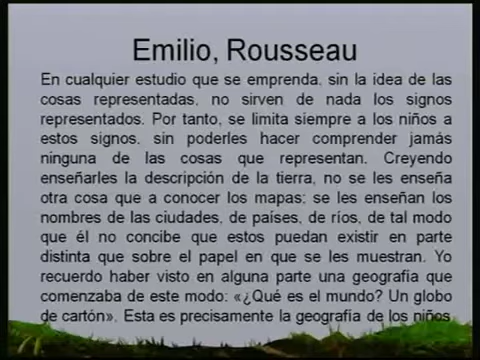 Emilio, Rousseau
En cualquier estudio que se emprenda, sin la idea de las
cosas representadas, no sirven de nada los signos
representados. Por tanto, se limita siempre a los niños a
estos signos, sin poderles hacer comprender jamás
ninguna de las cosas que representan. Creyendo
enseñarles la descripción de la tierra, no se les enseña
otra cosa que a conocer los mapas; se les enseñan los
nombres de las ciudades, de países, de ríos, de tal modo
que él no concibe que estos puedan existir en parte
distinta que sobre el papel en que se les muestran. Yo
recuerdo haber visto en alguna parte una geografía que
comenzaba de este modo: «¿Qué es el mundo? Un globo
de cartón». Esta es precisamente la geografía de los niños